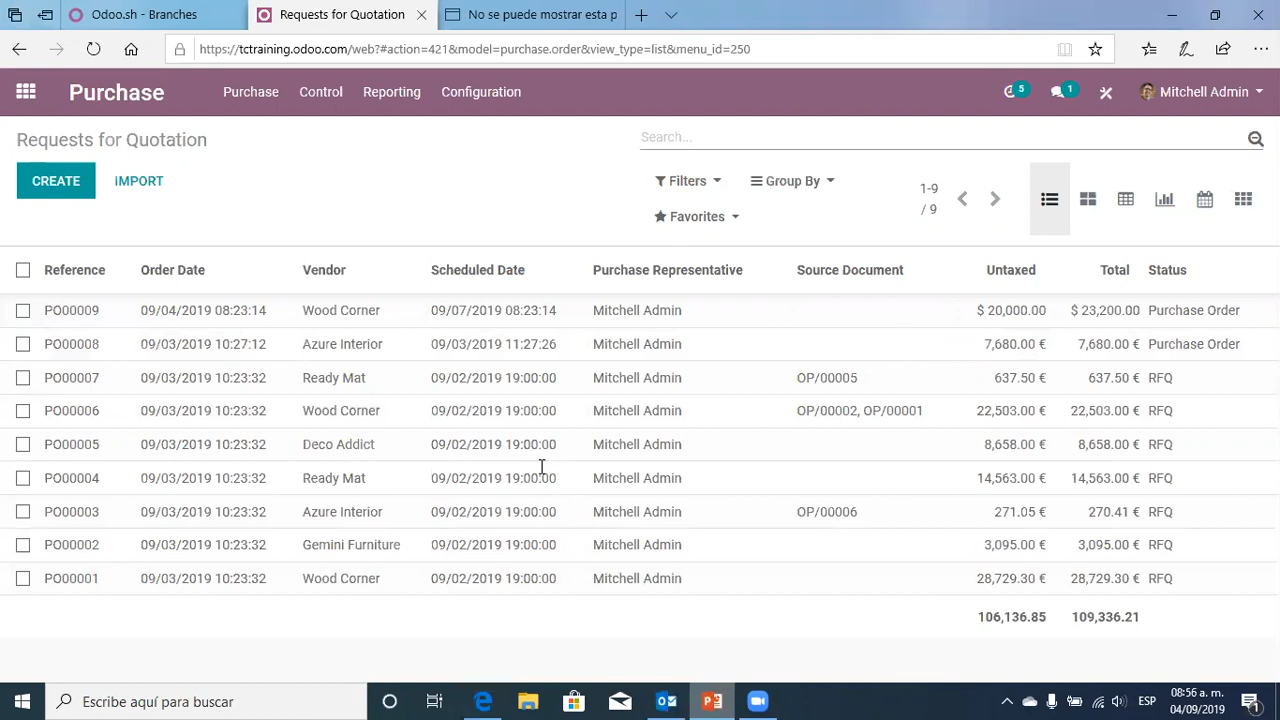 Odoo.sh - Branches
Requests for Quotation
No se puede mostrar esta p
https://tctraining.odoo.com/web?#action=421&model=purchase.order&view_type=list&menu_id=250
Purchase Purchase Control Reporting Configuration 5 1 Mitchell Admin
Requests for Quotation Search...
CREATE IMPORT Filters Group By 1-9
/ 9
Favorites
Reference Order Date Vendor Scheduled Date Purchase Representative Source Document Untaxed Total Status
PO00009 09/04/2019 08:23:14 Wood Corner 09/07/2019 08:23:14 Mitchell Admin $ 20,000.00 $ 23,200.00 Purchase Order
PO00008 09/03/2019 10:27:12 Azure Interior 09/03/2019 11:27:26 Mitchell Admin 7,680.00 € 7,680.00 € Purchase Order
PO00007 09/03/2019 10:23:32 Ready Mat 09/02/2019 19:00:00 Mitchell Admin OP/00005 637.50 € 637.50 € RFQ
PO00006 09/03/2019 10:23:32 Wood Corner 09/02/2019 19:00:00 Mitchell Admin OP/00002, OP/00001 22,503.00 € 22,503.00 € RFQ
PO00005 09/03/2019 10:23:32 Deco Addict 09/02/2019 19:00:00 Mitchell Admin 8,658.00 € 8,658.00 € RFQ
PO00004 09/03/2019 10:23:32 Ready Mat 09/02/2019 19:00:00 Mitchell Admin 14,563.00 € 14,563.00 € RFQ
PO00003 09/03/2019 10:23:32 Azure Interior 09/02/2019 19:00:00 Mitchell Admin OP/00006 271.05 € 270.41 € RFQ
PO00002 09/03/2019 10:23:32 Gemini Furniture 09/02/2019 19:00:00 Mitchell Admin 3,095.00 € 3,095.00 € RFQ
PO00001 09/03/2019 10:23:32 Wood Corner 09/02/2019 19:00:00 Mitchell Admin 28,729.30 € 28,729.30 € RFQ
106,136.85 109,336.21
Escribe aquí para buscar ESP 08:56 a. m.
04/09/2019 1